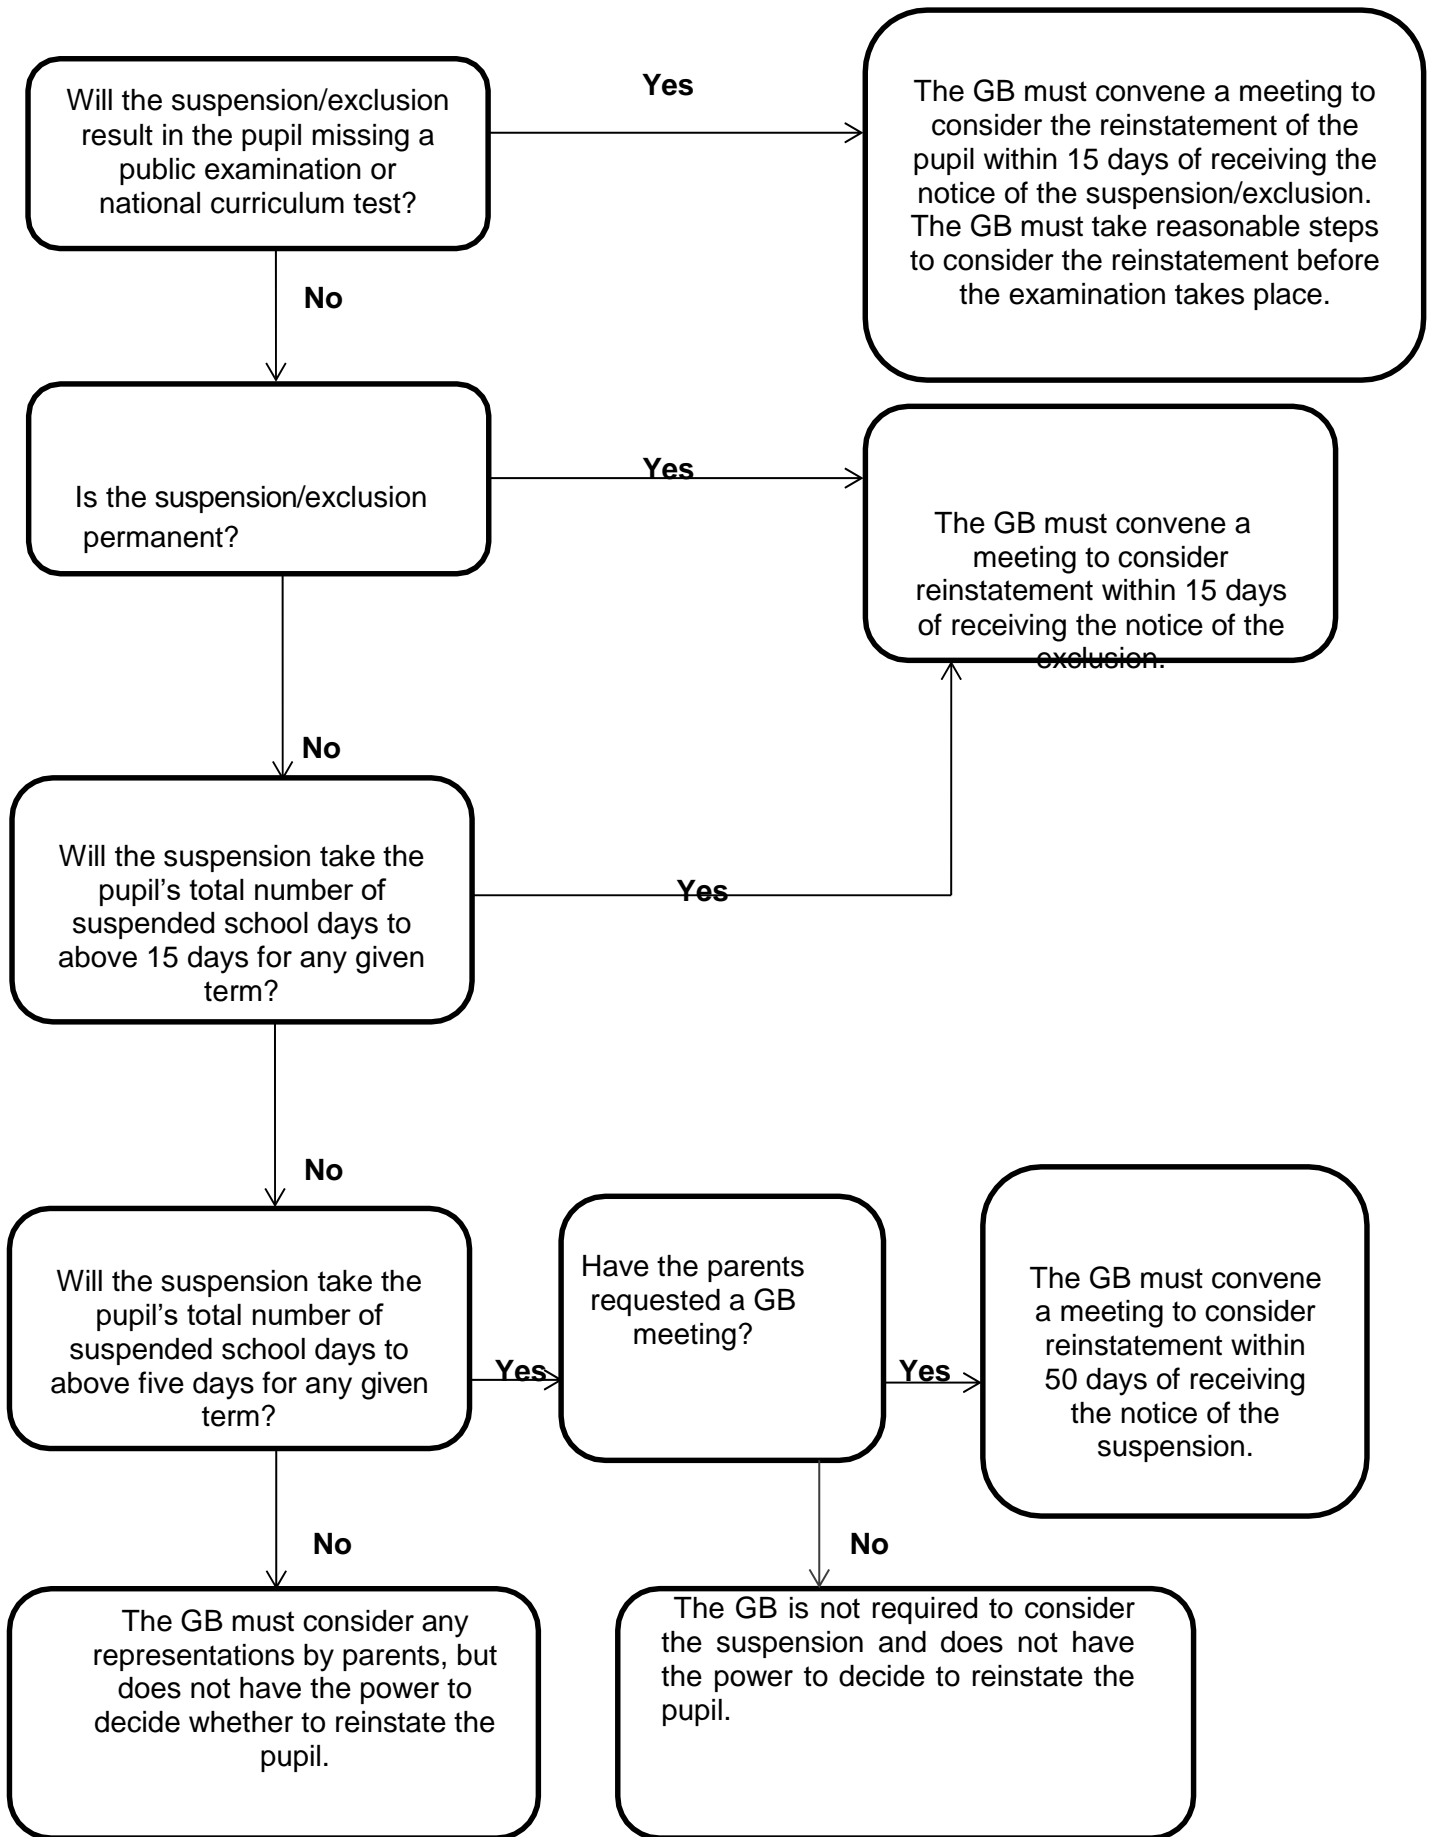 Will the suspension/exclusion
result in the pupil missing a
public examination or
national curriculum test?
Yes
The GB must convene a meeting to
consider the reinstatement of the
pupil within 15 days of receiving the
notice of the suspension/exclusion.
The GB must take reasonable steps
to consider the reinstatement before
the examination takes place.
No
Is the suspension/exclusion
permanent?
Yes
The GB must convene a
meeting to consider
reinstatement within 15 days
of receiving the notice of the
exclusion.
No
Will the suspension take the
pupil’s total number of
suspended school days to
above 15 days for any given
term?
Yes
No
Will the suspension take the
pupil’s total number of
suspended school days to
above five days for any given
term?
Yes
Have the parents
requested a GB
meeting?
Yes
The GB must convene
a meeting to consider
reinstatement within
50 days of receiving
the notice of the
suspension.
No
The GB must consider any
representations by parents, but
does not have the power to
decide whether to reinstate the
pupil.
No
The GB is not required to consider
the suspension and does not have
the power to decide to reinstate the
pupil.